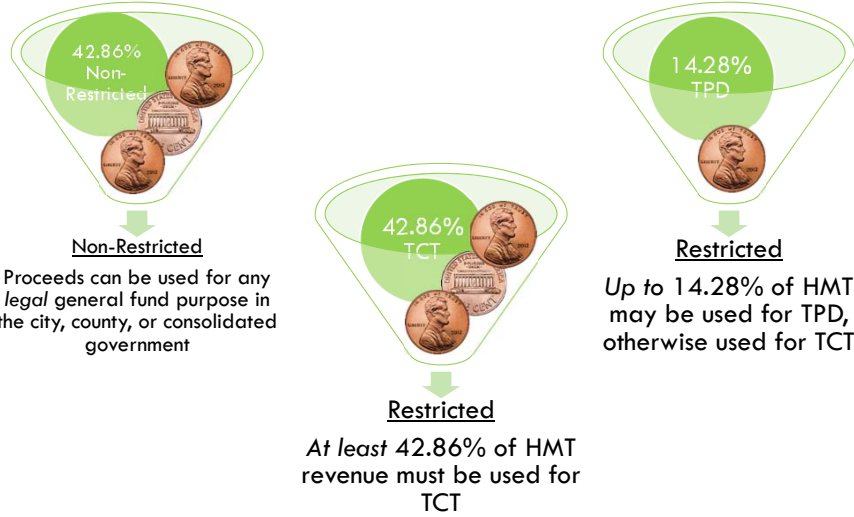 42.86%
Non-
Restricted
Non-Restricted
Proceeds can be used for any
legal general fund purpose in
the city, county, or consolidated
government
42.86%
TCT
Restricted
At least 42.86% of HMT
revenue must be used for
TCT
14.28%
TPD
Restricted
Up to 14.28% of HMT
may be used for TPD,
otherwise used for TCT